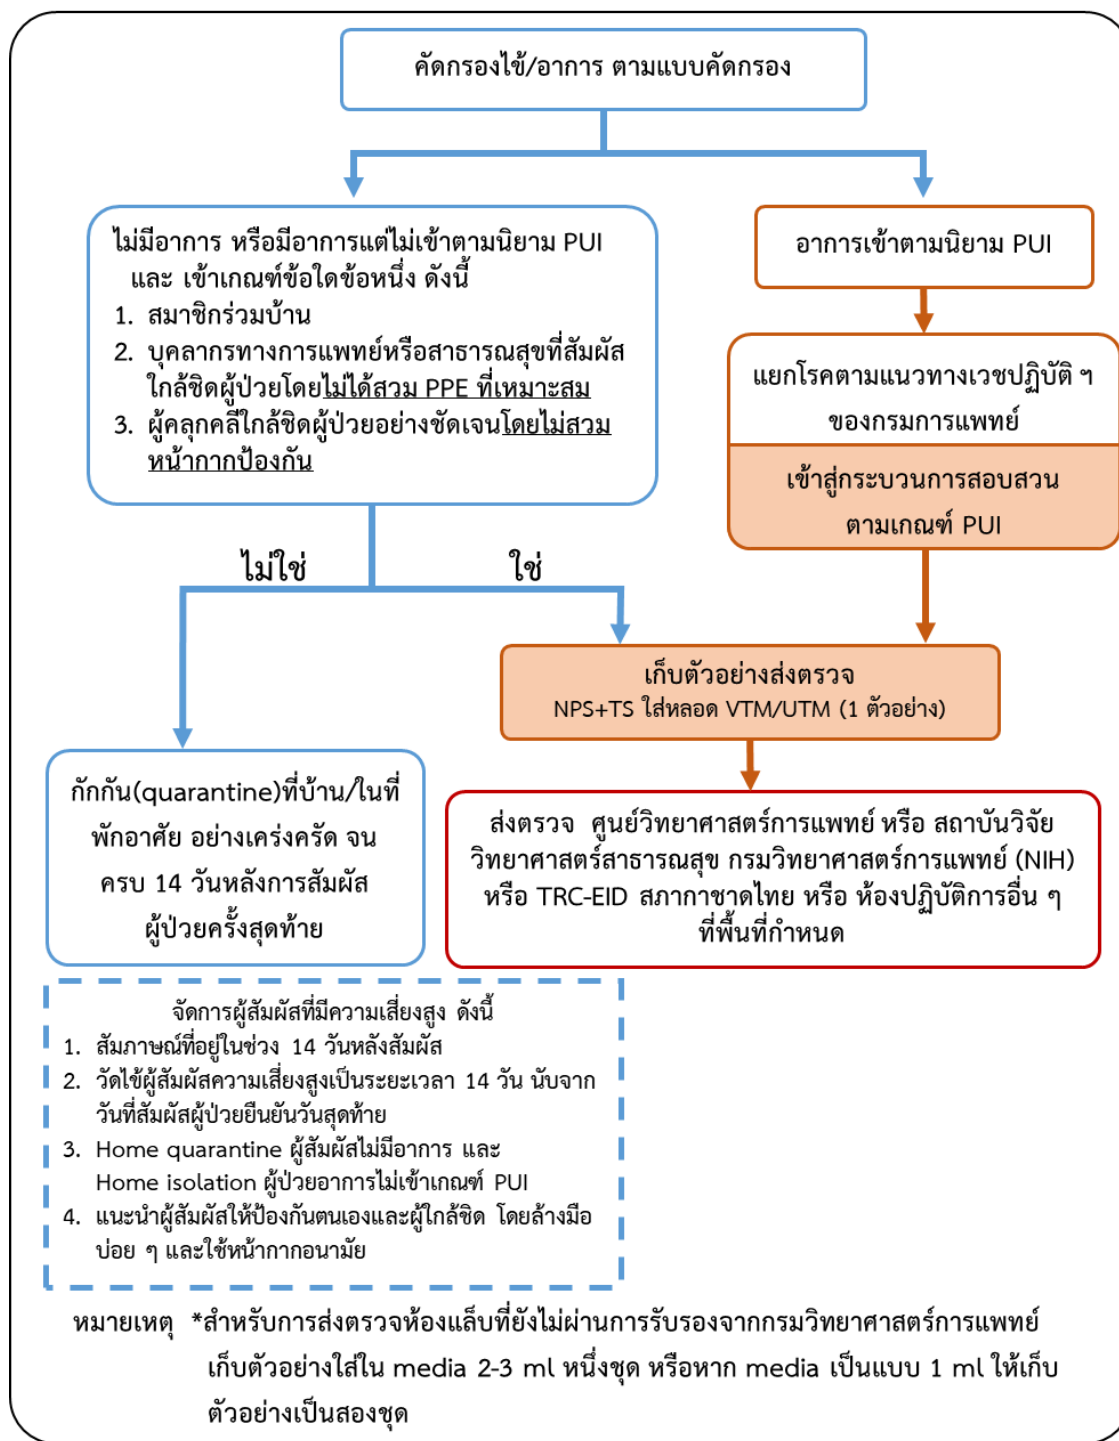 คัดกรองไข้/อาการ ตามแบบคัดกรอง
ไม่มีอาการ หรือมีอาการแต่ไม่เข้าตามนิยาม PUI
และ เข้าเกณฑ์ข้อใดข้อหนึ่ง ดังนี้
1. สมาชิกร่วมบ้าน
2. บุคลากรทางการแพทย์หรือสาธารณสุขที่สัมผัส
ใกล้ชิดผู้ป่วยโดยไม่ได้สวม PPE ที่เหมาะสม
3. ผู้คลุกคลีใกล้ชิดผู้ป่วยอย่างชัดเจนโดยไม่สวม
หน้ากากป้องกัน
อาการเข้าตามนิยาม PUI
แยกโรคตามแนวทางเวชปฏิบัติ ฯ
ของกรมการแพทย์
เข้าสู่กระบวนการสอบสวน
ตามเกณฑ์ PUI
ไม่ใช่
ใช่
เก็บตัวอย่างส่งตรวจ
NPS+TS ใส่หลอด VTM/UTM (1 ตัวอย่าง)
กักกัน(quarantine)ที่บ้าน/ในที่
พักอาศัย อย่างเคร่งครัด จน
ครบ 14 วันหลังการสัมผัส
ผู้ป่วยครั้งสุดท้าย
ส่งตรวจ ศูนย์วิทยาศาสตร์การแพทย์ หรือ สถาบันวิจัย
วิทยาศาสตร์สาธารณสุข กรมวิทยาศาสตร์การแพทย์ (NIH)
หรือ TRC-EID สภากาชาดไทย หรือ ห้องปฏิบัติการอื่น ๆ
ที่พื้นที่กำหนด
จัดการผู้สัมผัสที่มีความเสี่ยงสูง ดังนี้
1. สัมภาษณ์ที่อยู่ในช่วง 14 วันหลังสัมผัส
2. วัดไข้ผู้สัมผัสความเสี่ยงสูงเป็นระยะเวลา 14 วัน นับจาก
วันที่สัมผัสผู้ป่วยยืนยันวันสุดท้าย
3. Home quarantine ผู้สัมผัสไม่มีอาการ และ
Home isolation ผู้ป่วยอาการไม่เข้าเกณฑ์ PUI
4. แนะนำผู้สัมผัสให้ป้องกันตนเองและผู้ใกล้ชิด โดยล้างมือ
บ่อย ๆ และใช้หน้ากากอนามัย
หมายเหตุ *สำหรับการส่งตรวจห้องแล็บที่ยังไม่ผ่านการรับรองจากกรมวิทยาศาสตร์การแพทย์
เก็บตัวอย่างใส่ใน media 2-3 ml หนึ่งชุด หรือหาก media เป็นแบบ 1 ml ให้เก็บ
ตัวอย่างเป็นสองชุด